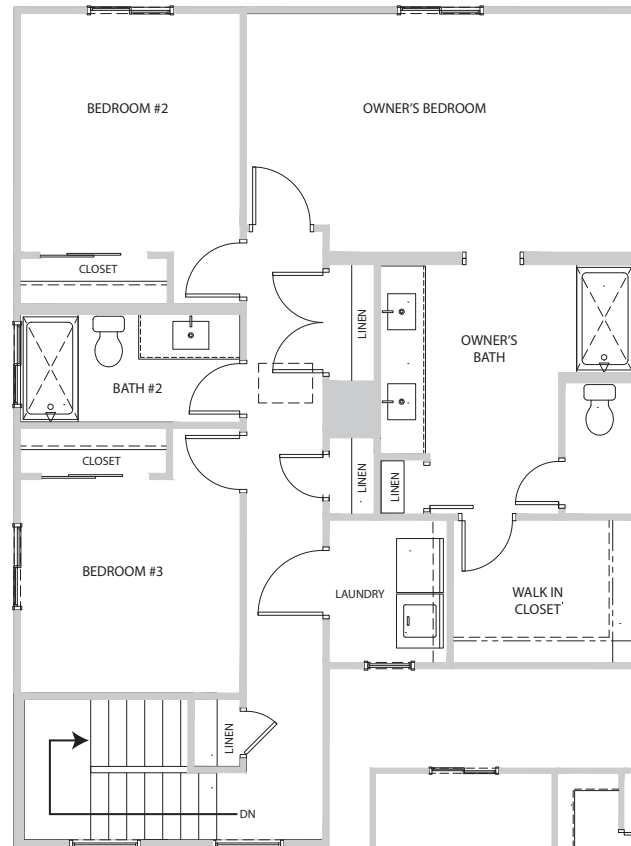 BEDROOM #2
OWNER'S BEDROOM
CLOSET
LINEN
OWNER'S
BATH
BATH #2
CLOSET
LINEN
LINEN
BEDROOM #3
LAUNDRY
WALK IN
CLOSET
LINEN
DN